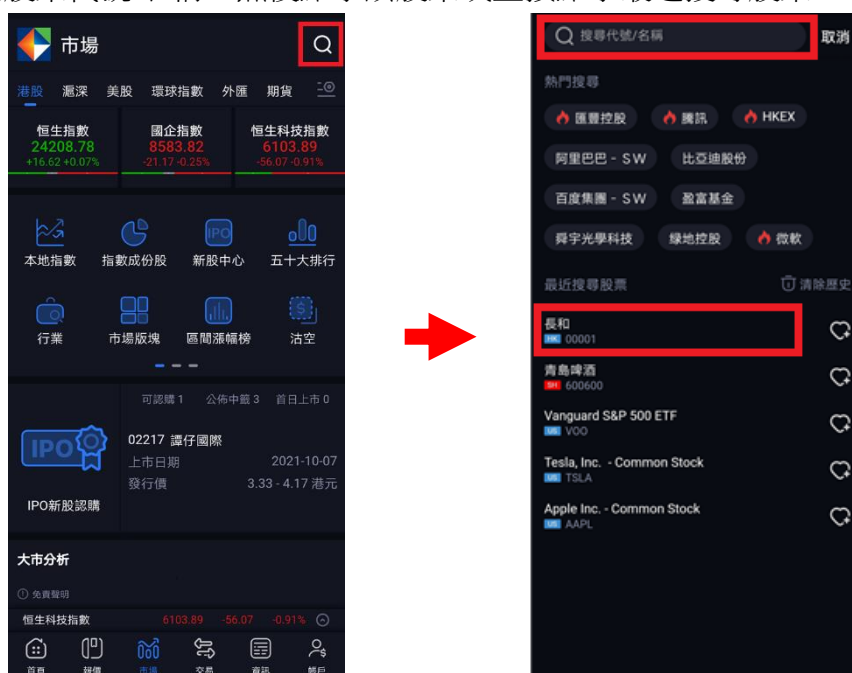 市場
港股 滬深 美股 環球指數 外匯 期貨
恒生指數 國企指數 恒生科技指數
24208.78 8583.82 6103.89
+16.62 +0.07% -21.17 -0.25% -56.07 -0.91%
IPO
本地指數 指數成份股 新股中心 五十大排行
行業 市場版塊 區間漲幅榜 沽空
可認購 1 公佈中籤 3 首日上市 0
IPO
02217 譚仔國際
上市日期 2021-10-07
發行價 3.33 - 4.17 港元
IPO新股認購
大市分析
免責聲明
恒生科技指數 6103.89 -56.07 -0.91%
首頁 報價 市場 交易 資訊 帳戶
搜尋代號/名稱 取消
熱門搜尋
匯豐控股 騰訊 HKEX
阿里巴巴 - SW 比亞迪股份
百度集團 - SW 盈富基金
舜宇光學科技 綠地控股 微軟
最近搜尋股票 清除歷史
長和
HK 00001
青島啤酒
SH 600600
Vanguard S&P 500 ETF
US VOO
Tesla, Inc. - Common Stock
US TSLA
Apple Inc. - Common Stock
US AAPL